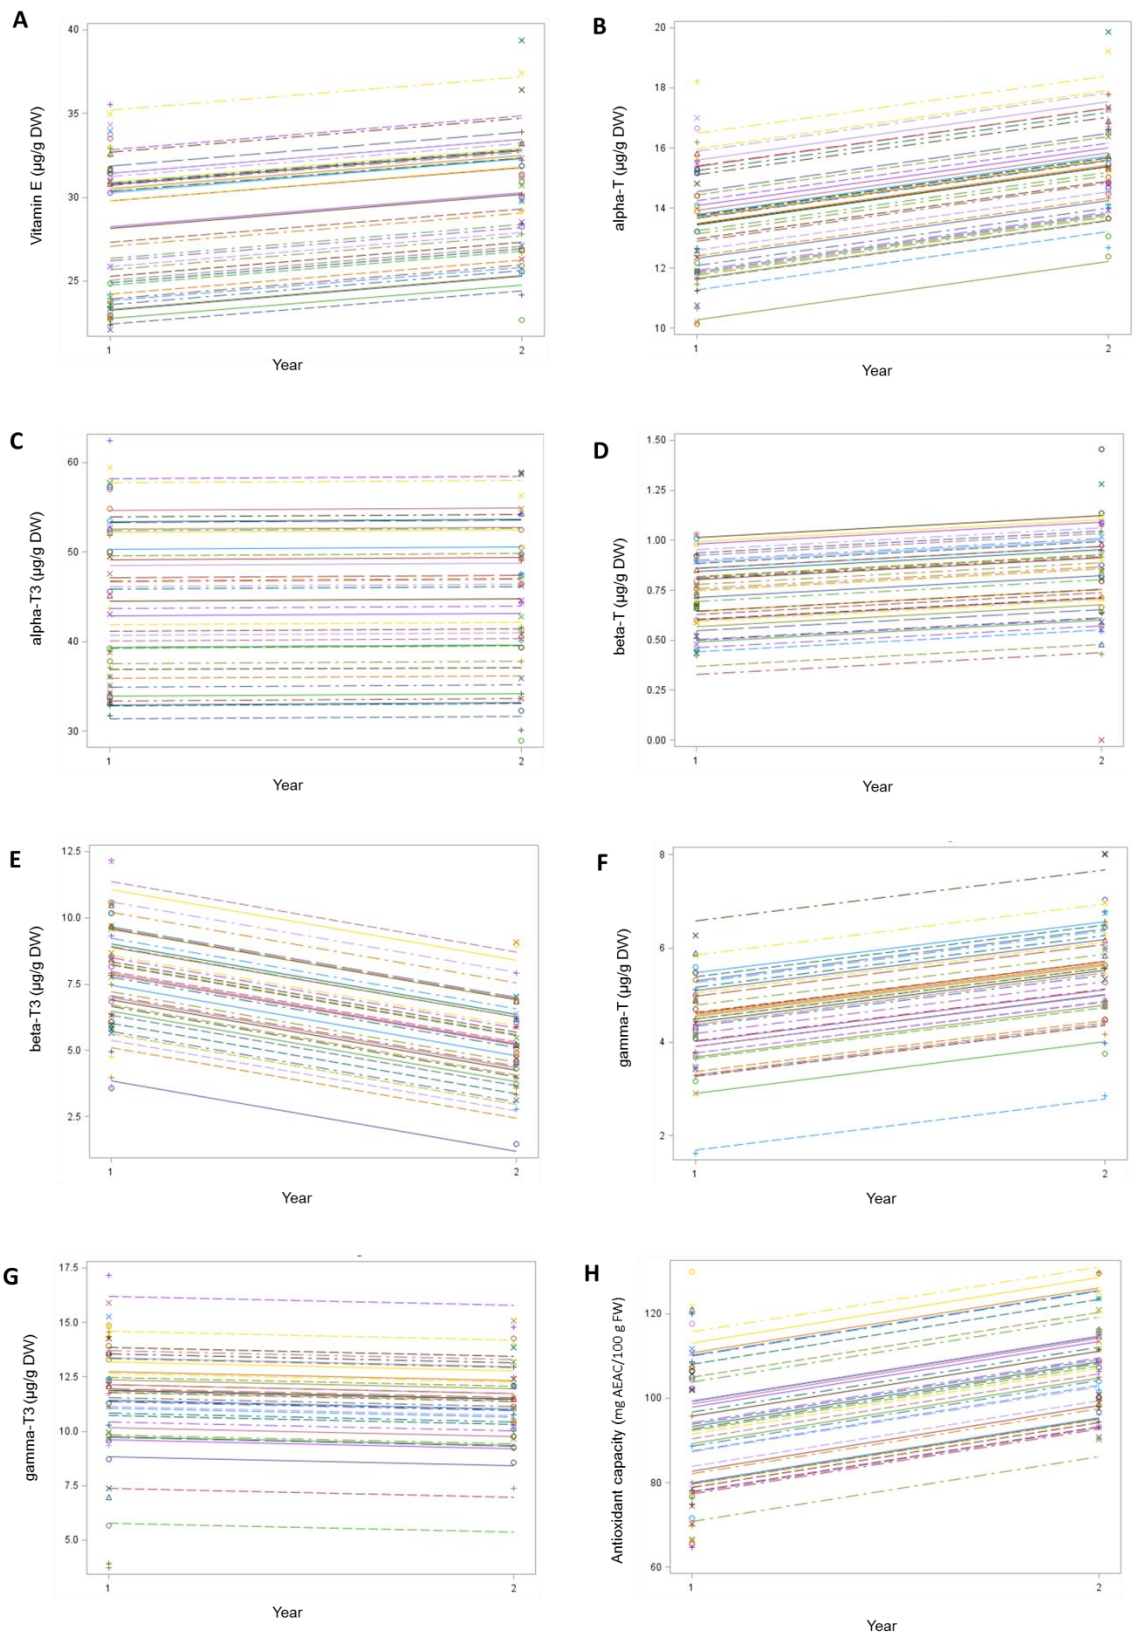 A
Vitamin E (µg/g DW)
40
35
30
25
1
2
Year
B
alpha-T (µg/g DW)
20
18
16
14
12
10
1
2
Year
C
alpha-T3 (µg/g DW)
60
50
40
30
1
2
Year
D
beta-T (µg/g DW)
1.50
1.25
1.00
0.75
0.50
0.25
0.00
1
2
Year
E
beta-T3 (µg/g DW)
12.5
10.0
7.5
5.0
2.5
1
2
Year
F
gamma-T (µg/g DW)
8
6
4
2
1
2
Year
G
gamma-T3 (µg/g DW)
17.5
15.0
12.5
10.0
7.5
5.0
1
2
Year
H
Antioxidant capacity (mg AEAC/100 g FW)
120
100
80
60
1
2
Year